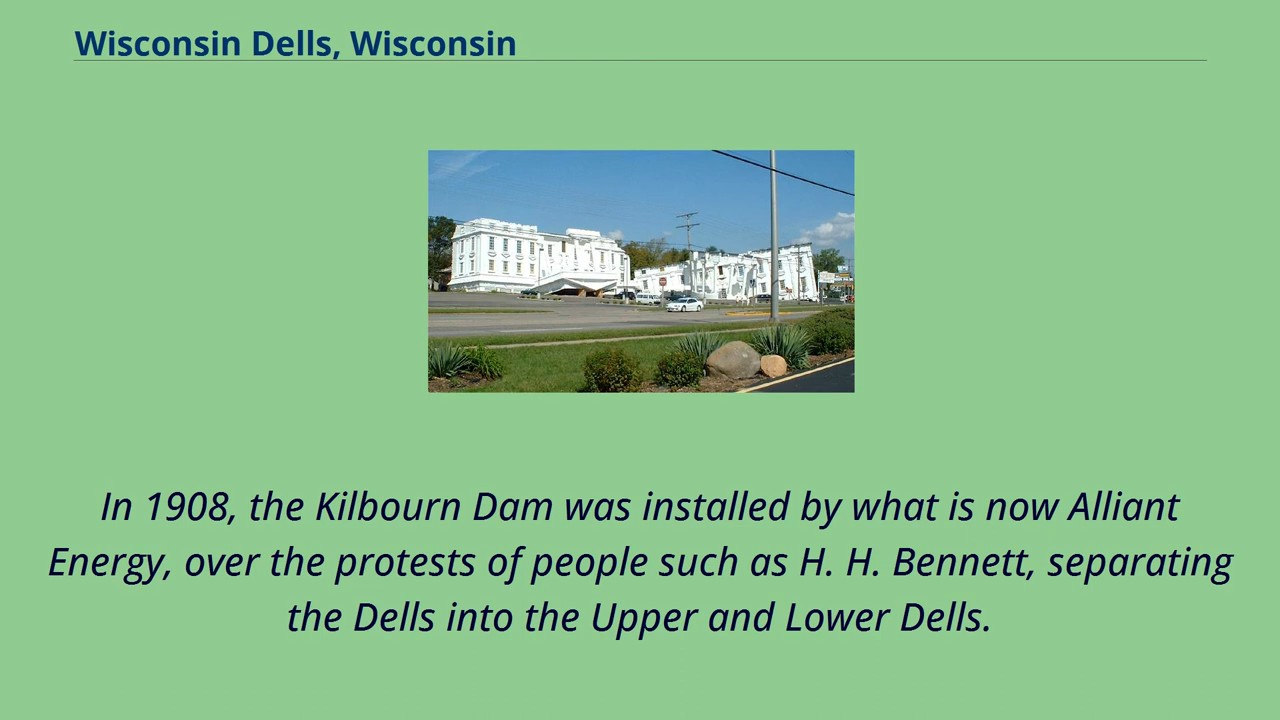 Wisconsin Dells, Wisconsin
In 1908, the Kilbourn Dam was installed by what is now Alliant
Energy, over the protests of people such as H. H. Bennett, separating
the Dells into the Upper and Lower Dells.